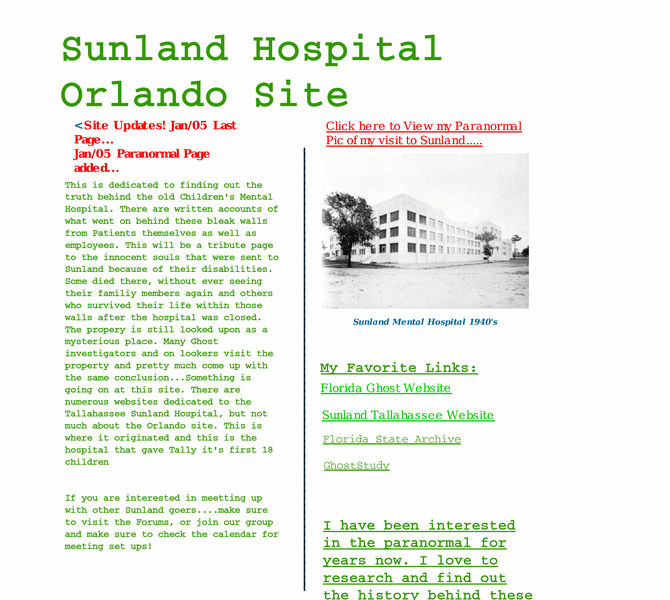 Sunland Hospital
Orlando Site
<Site Updates! Jan/05 Last
Page...
Jan/05 Paranormal Page
added...
This is dedicated to finding out the
truth behind the old Children's Mental
Hospital. There are written accounts of
what went on behind these bleak walls
from Patients themselves as well as
employees. This will be a tribute page
to the innocent souls that were sent to
Sunland because of their disabilities.
Some died there, without ever seeing
their familiy members again and others
who survived their life within those
walls after the hospital was closed.
The propery is still looked upon as a
mysterious place. Many Ghost
investigators and on lookers visit the
property and pretty much come up with
the same conclusion...Something is
going on at this site. There are
numerous websites dedicated to the
Tallahassee Sunland Hospital, but not
much about the Orlando site. This is
where it originated and this is the
hospital that gave Tally it's first 18
children
If you are interested in meetting up
with other Sunland goers....make sure
to visit the Forums, or join our group
and make sure to check the calendar for
meeting set ups!
Click here to View my Paranormal
Pic of my visit to Sunland.....
Sunland Mental Hospital 1940's
My Favorite Links:
Florida Ghost Website
Sunland Tallahassee Website
Florida State Archive
GhostStudy
I have been interested
in the paranormal for
years now. I love to
research and find out
the history behind these